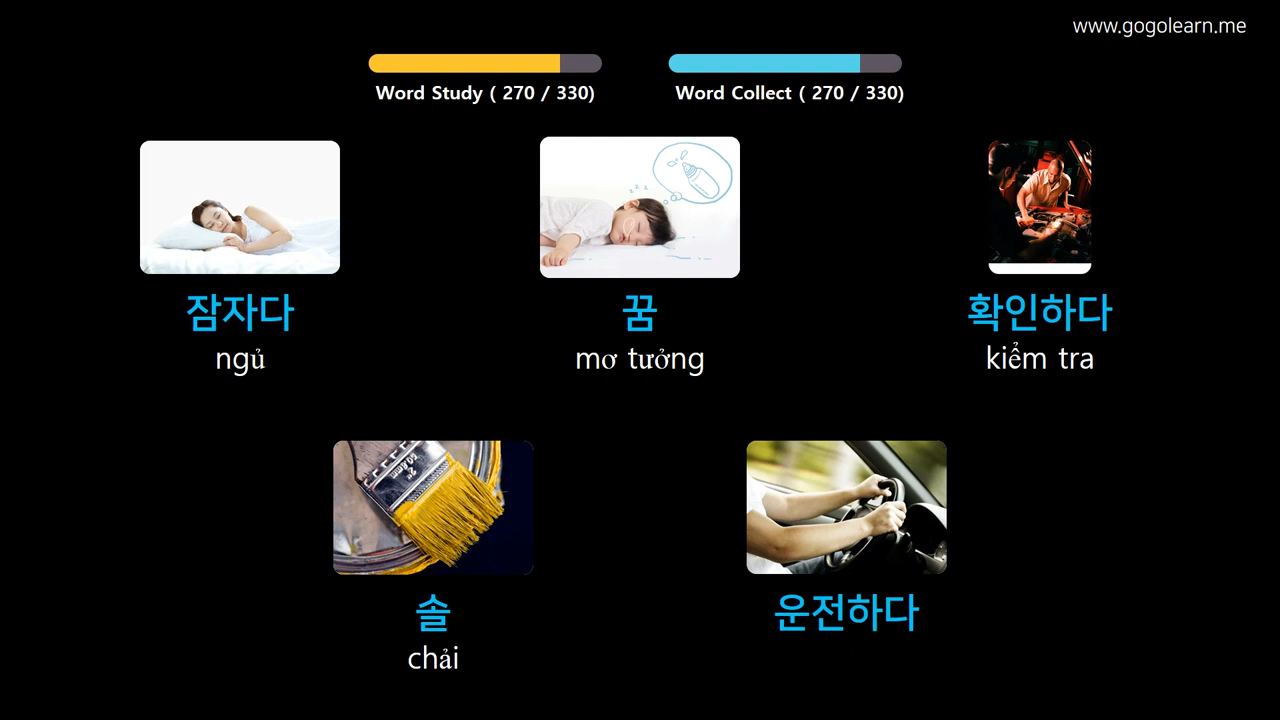 www.gogolearn.me
Word Study ( 270 / 330)
Word Collect ( 270 / 330)
잠자다
ngủ
꿈
mơ tưởng
확인하다
kiểm tra
솔
chải
운전하다